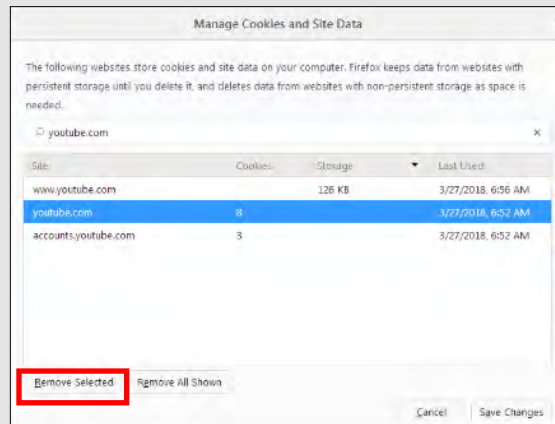 Manage Cookies and Site Data
The following websites store cookies and site data on your computer. Firefox keeps data from websites with
persistent storage until you delete it, and deletes data from websites with non-persistent storage as space is
needed.
youtube.com ×
Site Cookies Storage Last Used
www.youtube.com 126 KB 3/27/2018, 6:56 AM
youtube.com 8 3/27/2018, 6:52 AM
accounts.youtube.com 3 3/27/2018, 6:52 AM
Remove Selected Remove All Shown
Cancel Save Changes